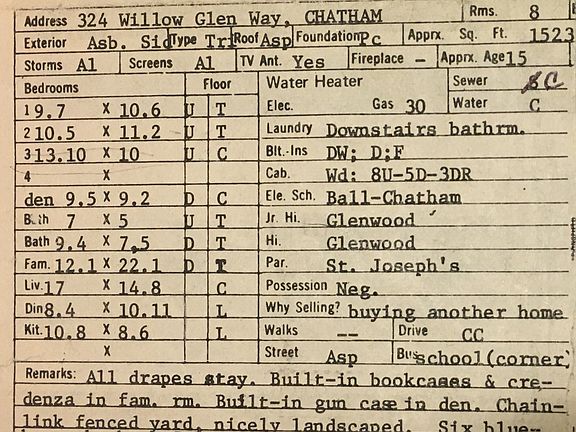 Address 324 Willow Glen Way, CHATHAM Rms. 8
Exterior Asb. Sid Type Tri Roof Asp Foundation Pc Apprx. Sq. Ft. 1523
Storms Al Screens Al TV Ant. Yes Fireplace - Apprx. Age 15
Bedrooms Floor Water Heater Sewer C
Elec. Gas 30 Water C
1 9.7 X 10.6 U T
2 10.5 X 11.2 U T Laundry Downstairs bathrm.
3 13.10 X 10 U C Blt.-Ins DW; D;F
4 X Cab. Wd: 8U-5D-3DR
den 9.5 X 9.2 D C Ele. Sch. Ball-Chatham
Bath 7 X 5 U T Jr. Hi. Glenwood
Bath 9.4 X 7,5 D T Hi. Glenwood
Fam. 12.1 X 22.1 D T Par. St. Joseph's
Liv. 17 X 14.8 C Possession Neg.
Din 8.4 X 10.11 L Why Selling? buying another home
Kit. 10.8 X 8.6 L Walks -- Drive CC
X Street Asp Bus school(corner)
Remarks: All drapes stay. Built-in bookcases & cre-
denza in fam. rm. Built-in gun case in den. Chain-
link fenced yard, nicely landscaped. Six blue-